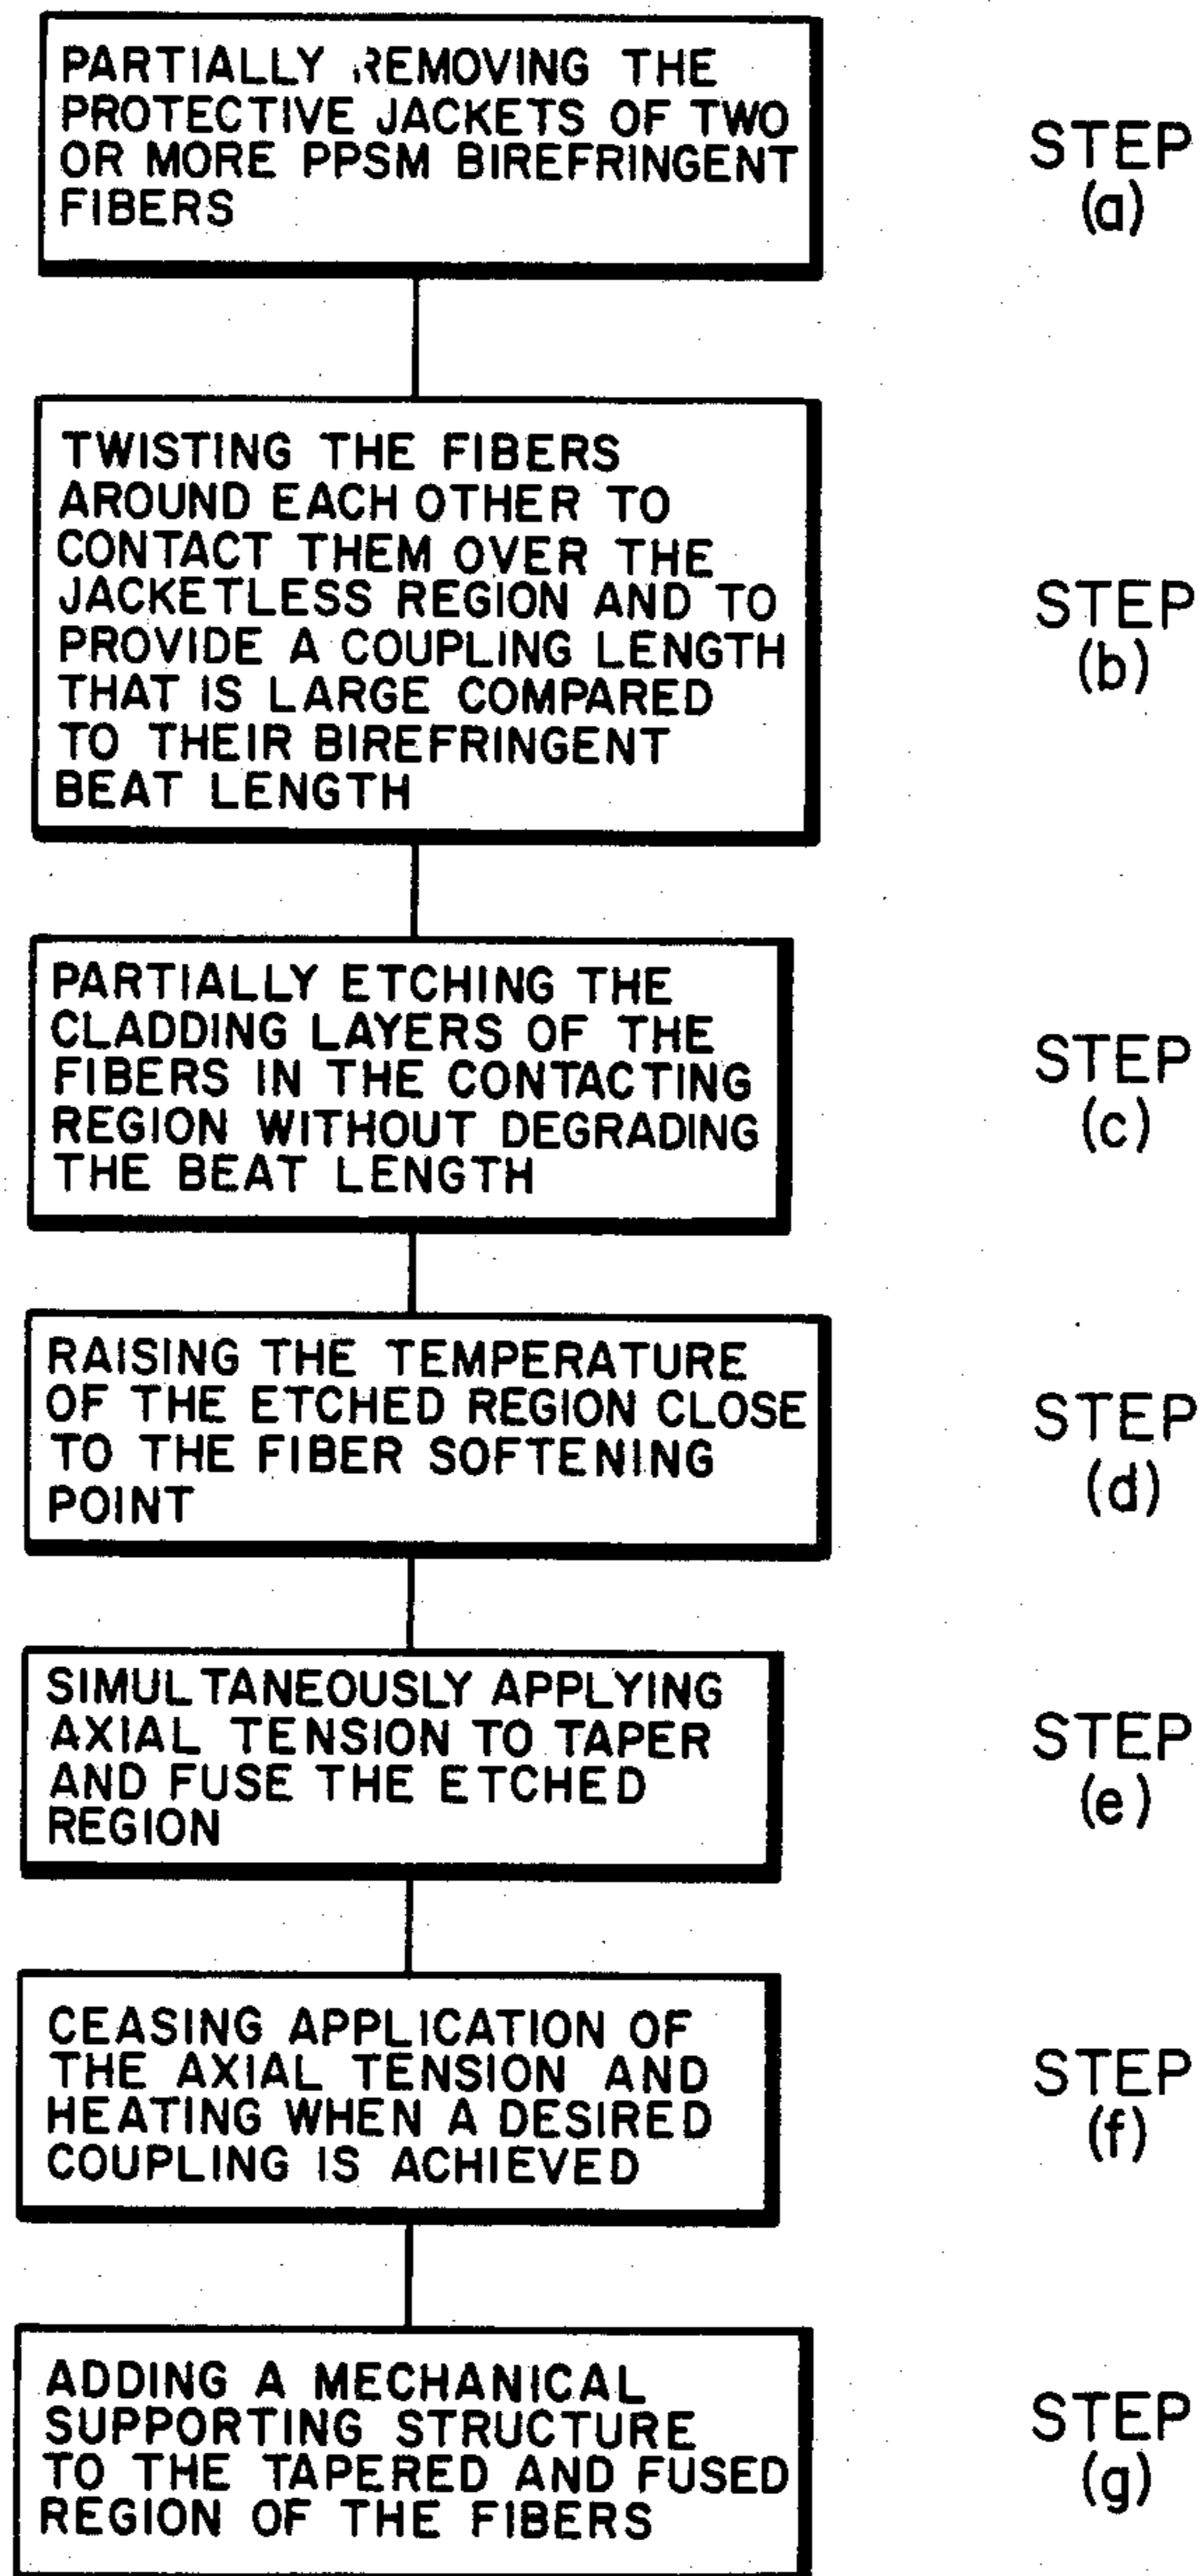 PARTIALLY REMOVING THE
PROTECTIVE JACKETS OF TWO
OR MORE PPSM BIREFRINGENT
FIBERS
STEP
(a)
TWISTING THE FIBERS
AROUND EACH OTHER TO
CONTACT THEM OVER THE
JACKETLESS REGION AND TO
PROVIDE A COUPLING LENGTH
THAT IS LARGE COMPARED
TO THEIR BIREFRINGENT
BEAT LENGTH
STEP
(b)
PARTIALLY ETCHING THE
CLADDING LAYERS OF THE
FIBERS IN THE CONTACTING
REGION WITHOUT DEGRADING
THE BEAT LENGTH
STEP
(c)
RAISING THE TEMPERATURE
OF THE ETCHED REGION CLOSE
TO THE FIBER SOFTENING
POINT
STEP
(d)
SIMULTANEOUSLY APPLYING
AXIAL TENSION TO TAPER
AND FUSE THE ETCHED
REGION
STEP
(e)
CEASING APPLICATION OF
THE AXIAL TENSION AND
HEATING WHEN A DESIRED
COUPLING IS ACHIEVED
STEP
(f)
ADDING A MECHANICAL
SUPPORTING STRUCTURE
TO THE TAPERED AND FUSED
REGION OF THE FIBERS
STEP
(g)